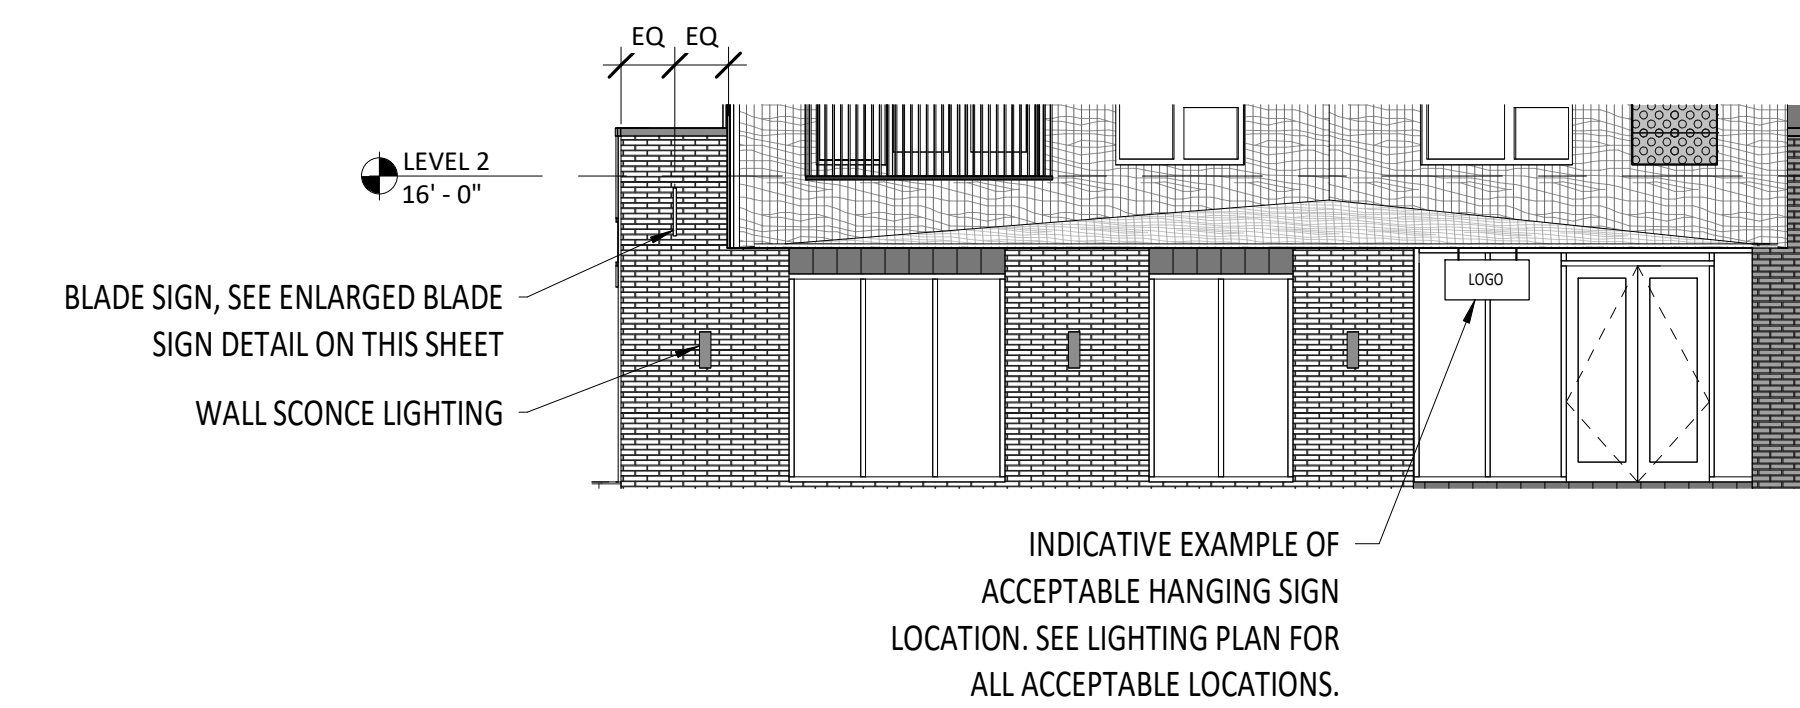 EQ EQ
LEVEL 2
16' - 0"
BLADE SIGN, SEE ENLARGED BLADE
SIGN DETAIL ON THIS SHEET
LOGO
WALL SCONCE LIGHTING
INDICATIVE EXAMPLE OF
ACCEPTABLE HANGING SIGN
LOCATION. SEE LIGHTING PLAN FOR
ALL ACCEPTABLE LOCATIONS.